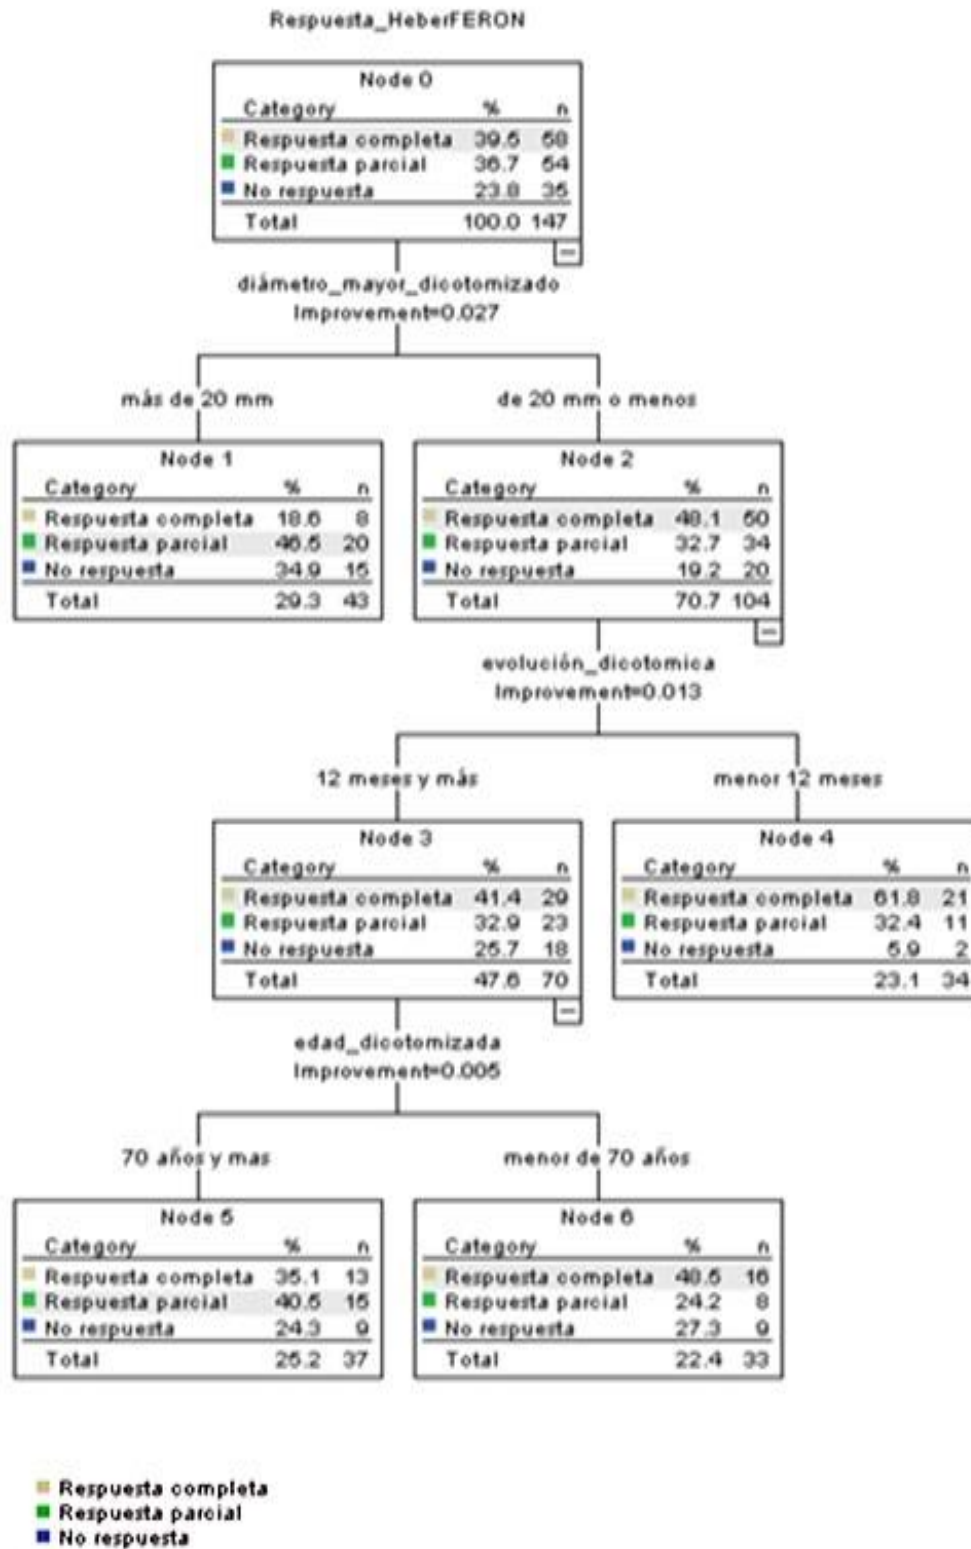 Respuesta_HeberFERON
Node 0
Category % n
Respuesta completa 39.5 58
Respuesta parcial 36.7 54
No respuesta 23.8 35
Total 100.0 147
diámetro_mayor_dicotomizado
Improvement=0.027
más de 20 mm
de 20 mm o menos
Node 1
Category % n
Respuesta completa 18.6 8
Respuesta parcial 46.5 20
No respuesta 34.9 15
Total 29.3 43
Node 2
Category % n
Respuesta completa 48.1 50
Respuesta parcial 32.7 34
No respuesta 19.2 20
Total 70.7 104
evolución_dicotomica
Improvement=0.013
12 meses y más
menor 12 meses
Node 3
Category % n
Respuesta completa 41.4 29
Respuesta parcial 32.9 23
No respuesta 25.7 18
Total 47.6 70
Node 4
Category % n
Respuesta completa 61.8 21
Respuesta parcial 32.4 11
No respuesta 5.9 2
Total 23.1 34
edad_dicotomizada
Improvement=0.005
70 años y mas
menor de 70 años
Node 5
Category % n
Respuesta completa 35.1 13
Respuesta parcial 40.5 15
No respuesta 24.3 9
Total 25.2 37
Node 6
Category % n
Respuesta completa 48.5 16
Respuesta parcial 24.2 8
No respuesta 27.3 9
Total 22.4 33
Respuesta completa
Respuesta parcial
No respuesta